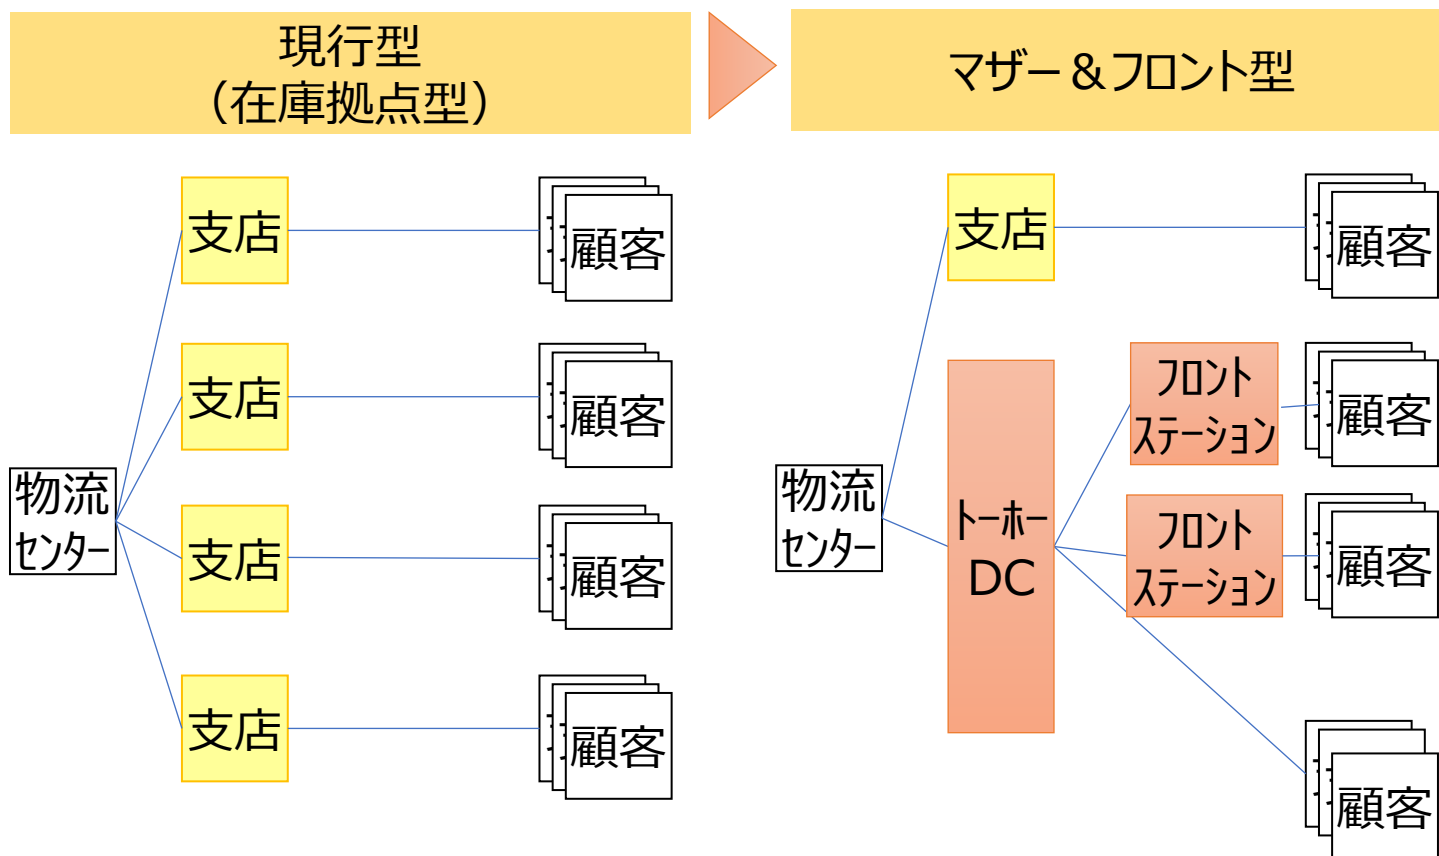 現行型
（在庫拠点型）
マザー＆フロント型
支店
顧客
支店
顧客
物流
センター
支店
顧客
支店
顧客
支店
顧客
フロント
ステーション
顧客
物流
センター
トーホー
DC
フロント
ステーション
顧客
顧客